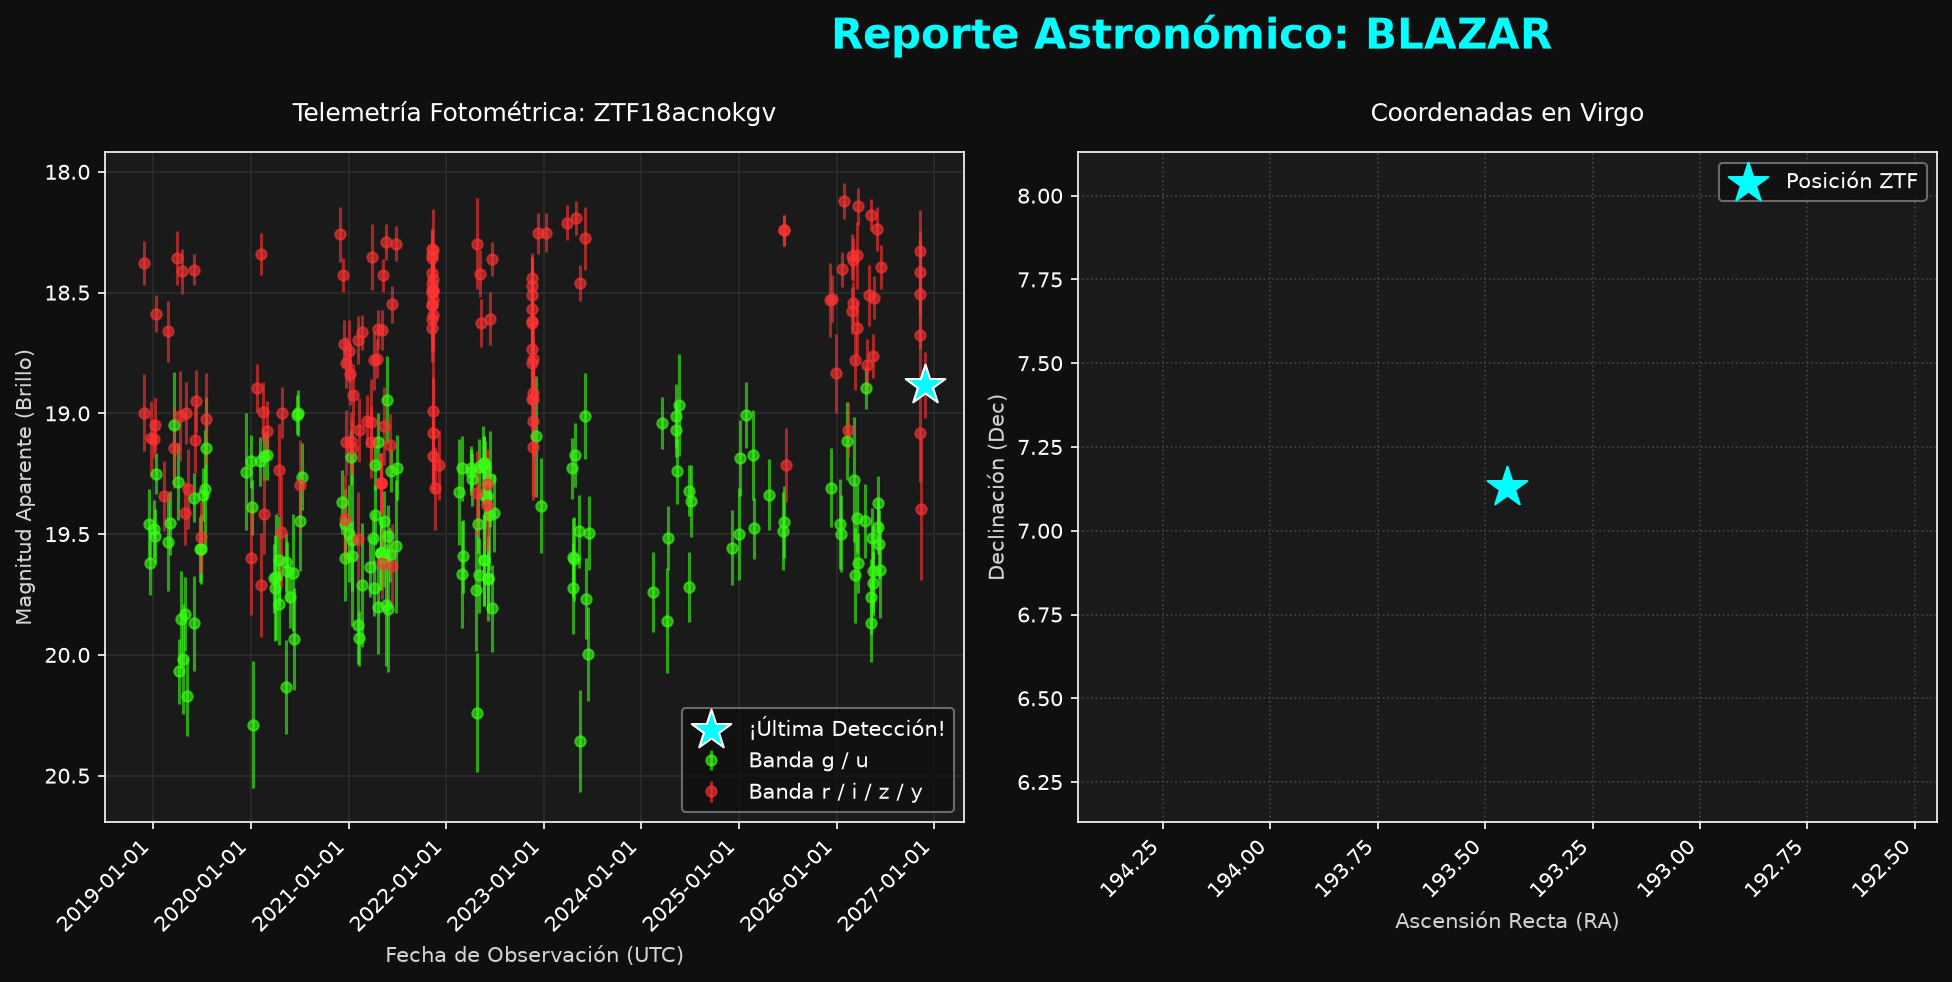 Reporte Astronómico: BLAZAR
Telemetría Fotométrica: ZTF18acnokgv
Magnitud Aparente (Brillo)
18.0
18.5
19.0
19.5
20.0
20.5
¡Última Detección!
Banda g / u
Banda r / i / z / y
2019-01-01
2020-01-01
2021-01-01
2022-01-01
2023-01-01
2024-01-01
2025-01-01
2026-01-01
2027-01-01
Fecha de Observación (UTC)
Coordenadas en Virgo
Declinación (Dec)
8.00
7.75
7.50
7.25
7.00
6.75
6.50
6.25
Posición ZTF
194.25
194.00
193.75
193.50
193.25
193.00
192.75
192.50
Ascensión Recta (RA)